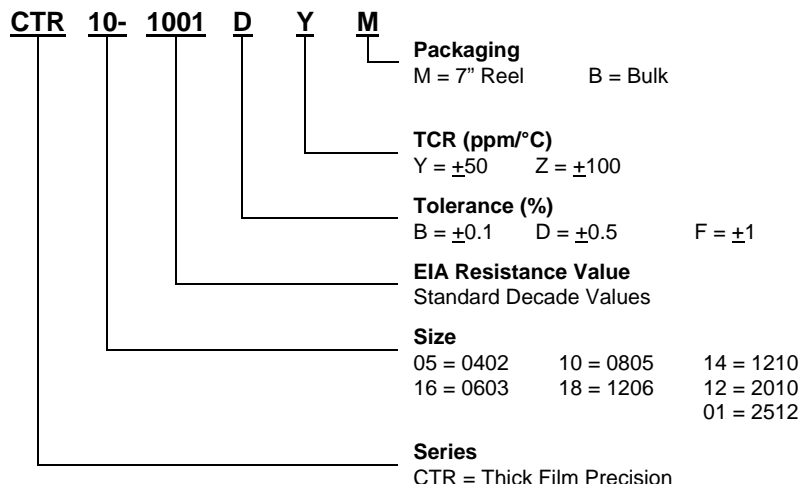 CTR 10- 1001 D Y M
Packaging
M = 7” Reel B = Bulk
TCR (ppm/°C)
Y = ±50 Z = ±100
Tolerance (%)
B = ±0.1 D = ±0.5 F = ±1
EIA Resistance Value
Standard Decade Values
Size
05 = 0402 10 = 0805 14 = 1210
16 = 0603 18 = 1206 12 = 2010
01 = 2512
Series
CTR = Thick Film Precision